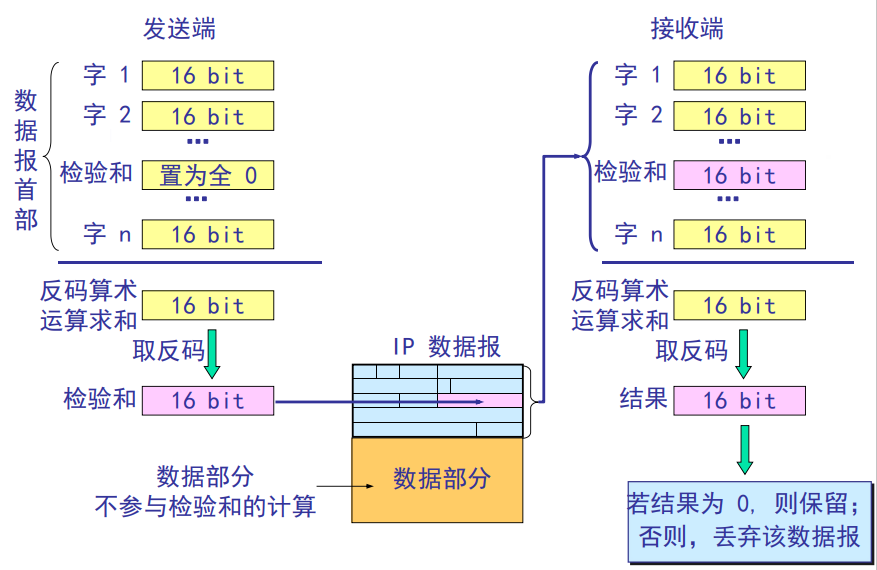 发送端
字 1 16 bit
字 2 16 bit
...
检验和 置为全 0
...
字 n 16 bit
数据报首部
反码算术
运算求和
16 bit
取反码
检验和 16 bit
数据部分
不参与检验和的计算
IP 数据报
数据部分
接收端
字 1 16 bit
字 2 16 bit
...
检验和 16 bit
...
字 n 16 bit
反码算术
运算求和
16 bit
取反码
结果 16 bit
若结果为 0, 则保留;
否则, 丢弃该数据报